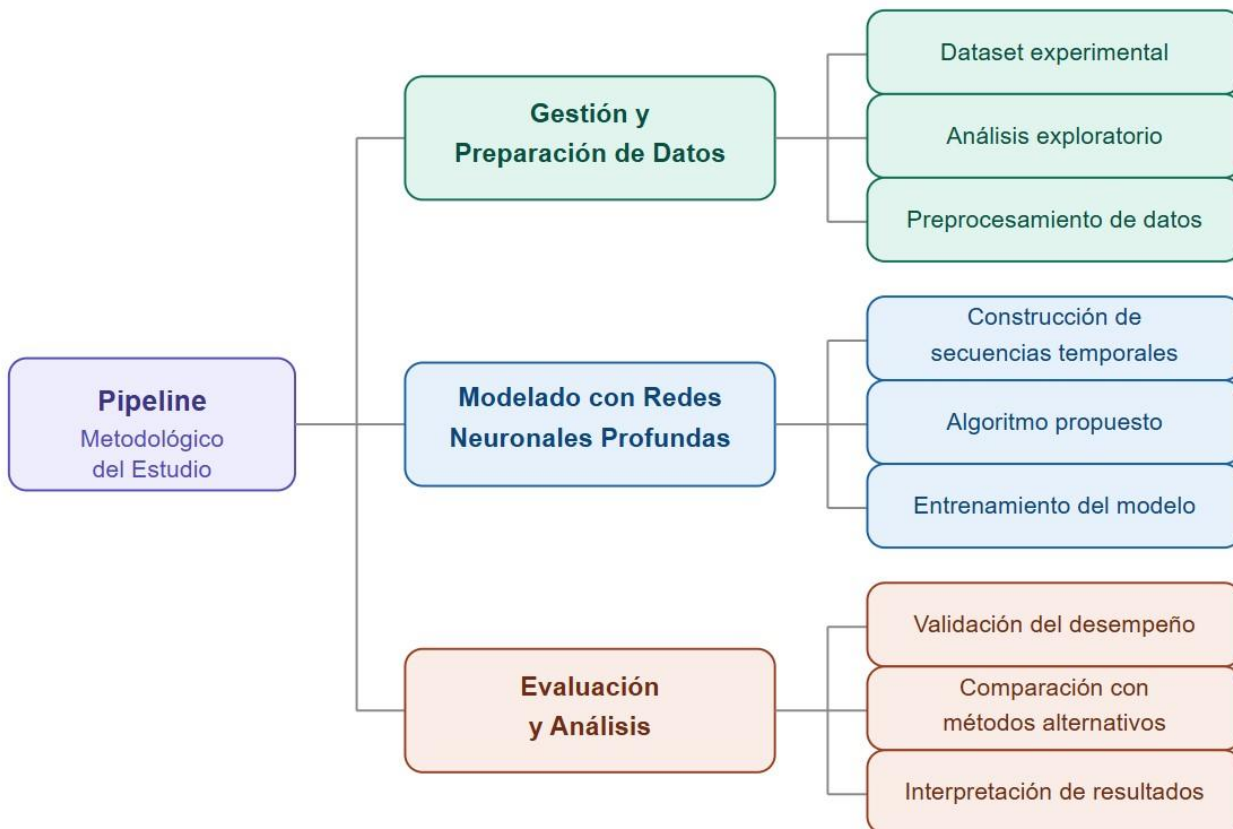 Pipeline
Metodológico
del Estudio
Gestión y
Preparación de Datos
Dataset experimental
Análisis exploratorio
Preprocesamiento de datos
Modelado con Redes
Neuronales Profundas
Construcción de
secuencias temporales
Algoritmo propuesto
Entrenamiento del modelo
Evaluación
y Análisis
Validación del desempeño
Comparación con
métodos alternativos
Interpretación de resultados